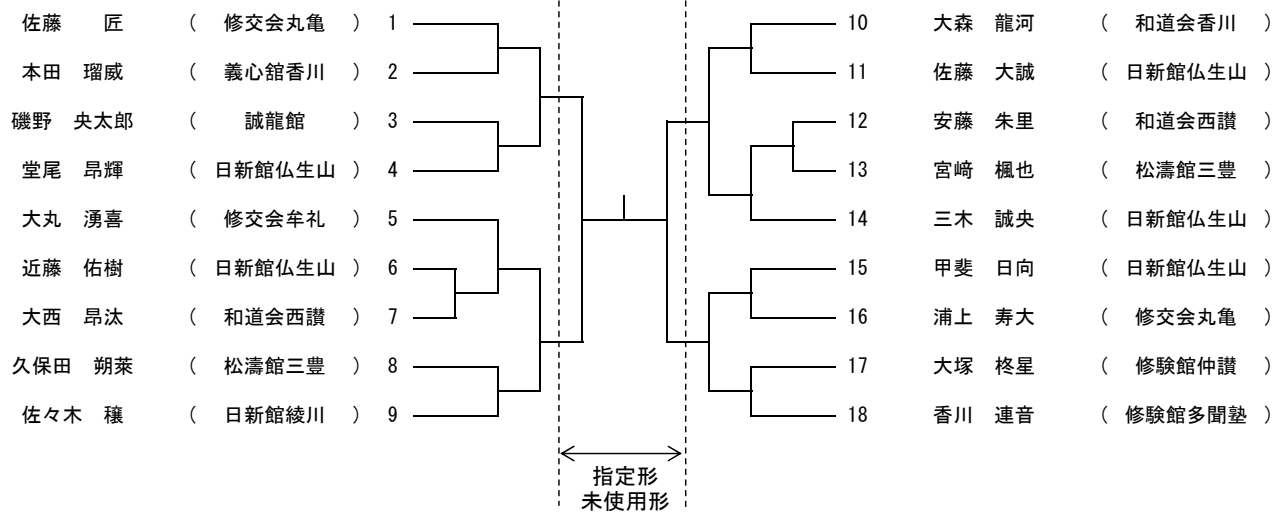 佐藤　匠 （ 修交会丸亀 ） 1
本田　瑠威 （ 義心舘香川 ） 2
磯野　央太郎 （ 誠龍館 ） 3
堂尾　昂輝 （ 日新館仏生山 ） 4
大丸　湧喜 （ 修交会牟礼 ） 5
近藤　佑樹 （ 日新館仏生山 ） 6
大西　昂汰 （ 和道会西讃 ） 7
久保田　朔萊 （ 松濤館三豊 ） 8
佐々木　穣 （ 日新館綾川 ） 9
10 大森　龍河 （ 和道会香川 ）
11 佐藤　大誠 （ 日新館仏生山 ）
12 安藤　朱里 （ 和道会西讃 ）
13 宮﨑　楓也 （ 松濤館三豊 ）
14 三木　誠央 （ 日新館仏生山 ）
15 甲斐　日向 （ 日新館仏生山 ）
16 浦上　寿大 （ 修交会丸亀 ）
17 大塚　柊星 （ 修験館仲讃 ）
18 香川　連音 （ 修験館多聞塾 ）
指定形
未使用形